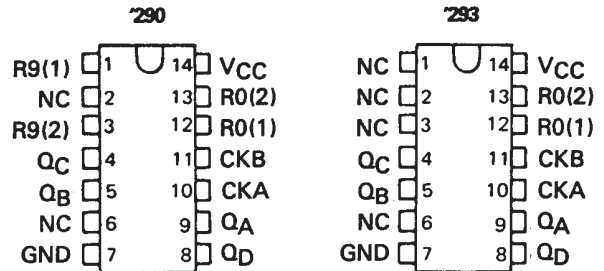 '290 '293
R9(1) 1 14 VCC NC 1 14 VCC
NC 2 13 R0(2) NC 2 13 R0(2)
R9(2) 3 12 R0(1) NC 3 12 R0(1)
QC 4 11 CKB QC 4 11 CKB
QB 5 10 CKA QB 5 10 CKA
NC 6 9 QA NC 6 9 QA
GND 7 8 QD GND 7 8 QD